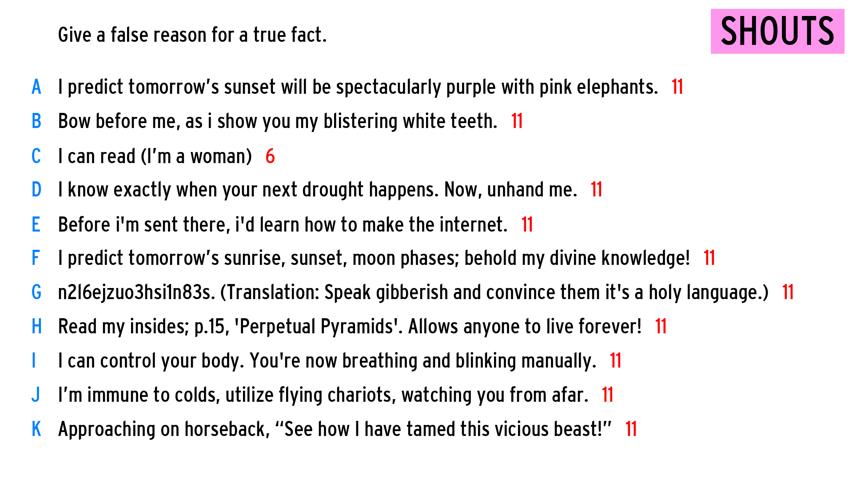 SHOUTS
Give a false reason for a true fact.
A I predict tomorrow’s sunset will be spectacularly purple with pink elephants. 11
B Bow before me, as i show you my blistering white teeth. 11
C I can read (I’m a woman) 6
D I know exactly when your next drought happens. Now, unhand me. 11
E Before i'm sent there, i'd learn how to make the internet. 11
F I predict tomorrow’s sunrise, sunset, moon phases; behold my divine knowledge! 11
G n2l6ejzuo3hsi1n83s. (Translation: Speak gibberish and convince them it's a holy language.) 11
H Read my insides; p.15, 'Perpetual Pyramids'. Allows anyone to live forever! 11
I I can control your body. You're now breathing and blinking manually. 11
J I’m immune to colds, utilize flying chariots, watching you from afar. 11
K Approaching on horseback, “See how I have tamed this vicious beast!” 11